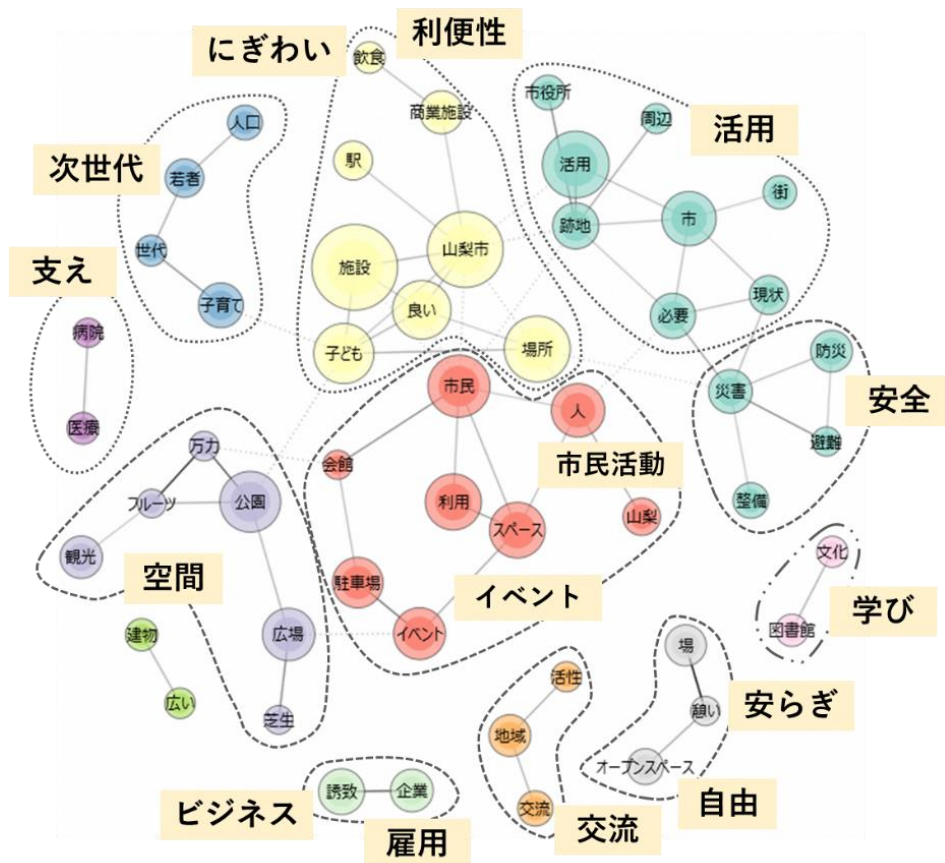 利便性
にぎわい
飲食
商業施設
市役所
周辺
活用
人口
次世代
駅
若者
活用
街
跡地
市
世代
山梨市
施設
支え
子育て
良い
必要
現状
病院
子ども
場所
防災
市民
災害
人
安全
医療
避難
万力
会館
市民活動
フルーツ
公園
利用
整備
スペース
山梨
観光
文化
空間
駐車場
イベント
学び
建物
広場
イベント
図書館
場
活性
安らぎ
広い
憩い
芝生
地域
オープンスペース
誘致
企業
ビジネス
交流
自由
雇用
交流